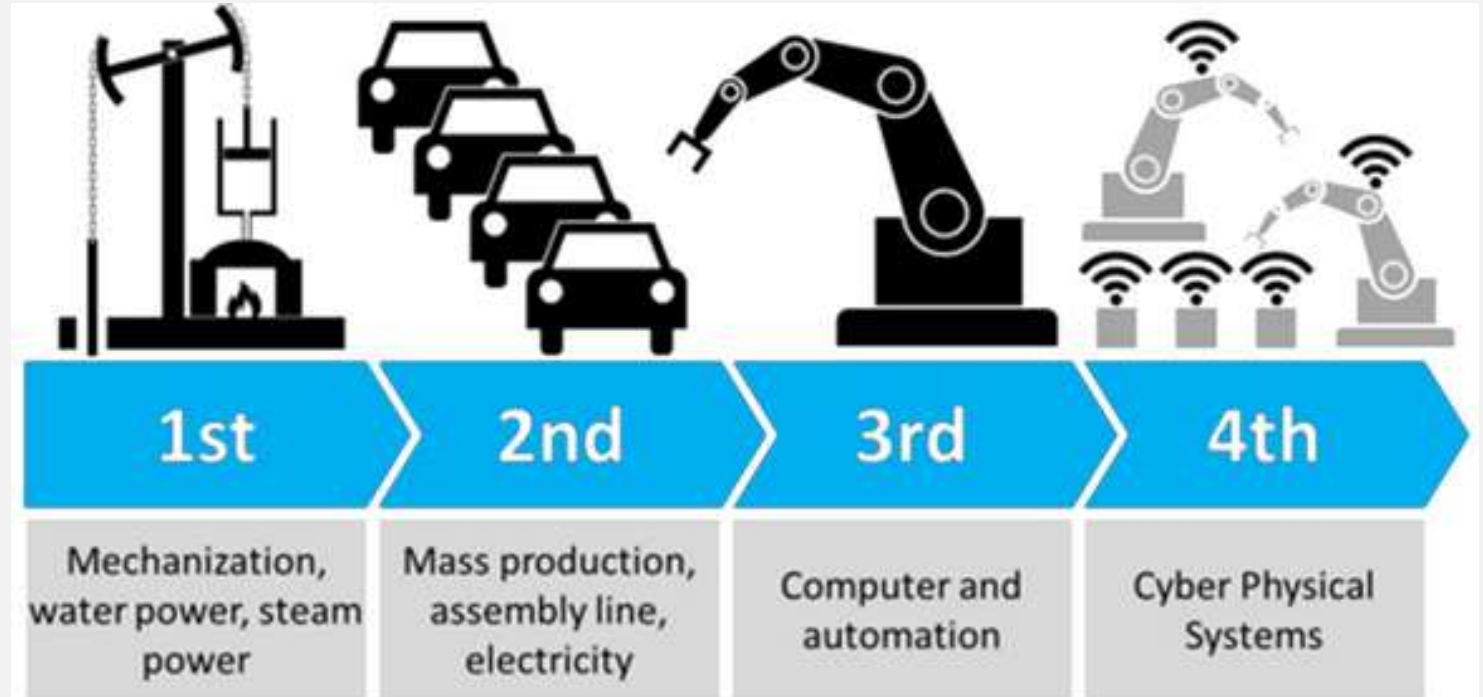 1st
2nd
3rd
4th
Mechanization,
water power, steam
power
Mass production,
assembly line,
electricity
Computer and
automation
Cyber Physical
Systems